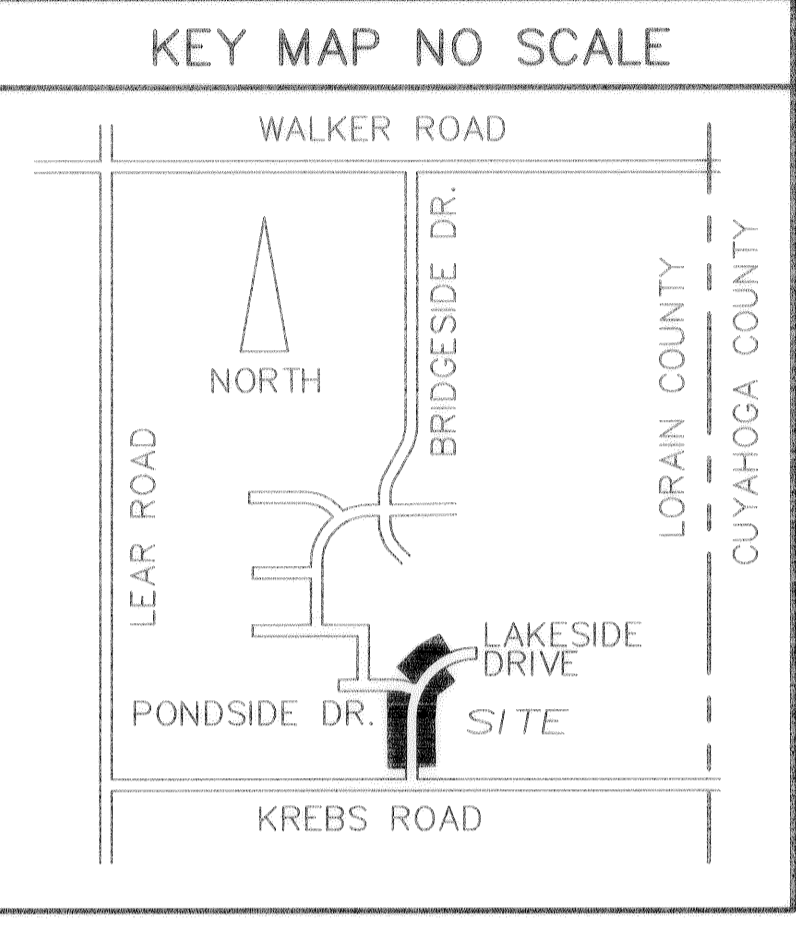 KEY MAP NO SCALE
WALKER ROAD
BRIDGESIDE DR.
NORTH
LORAIN COUNTY
CUYAHOGA COUNTY
LEAR ROAD
LAKESIDE
DRIVE
PONDSIDE DR.
SITE
KREBS ROAD